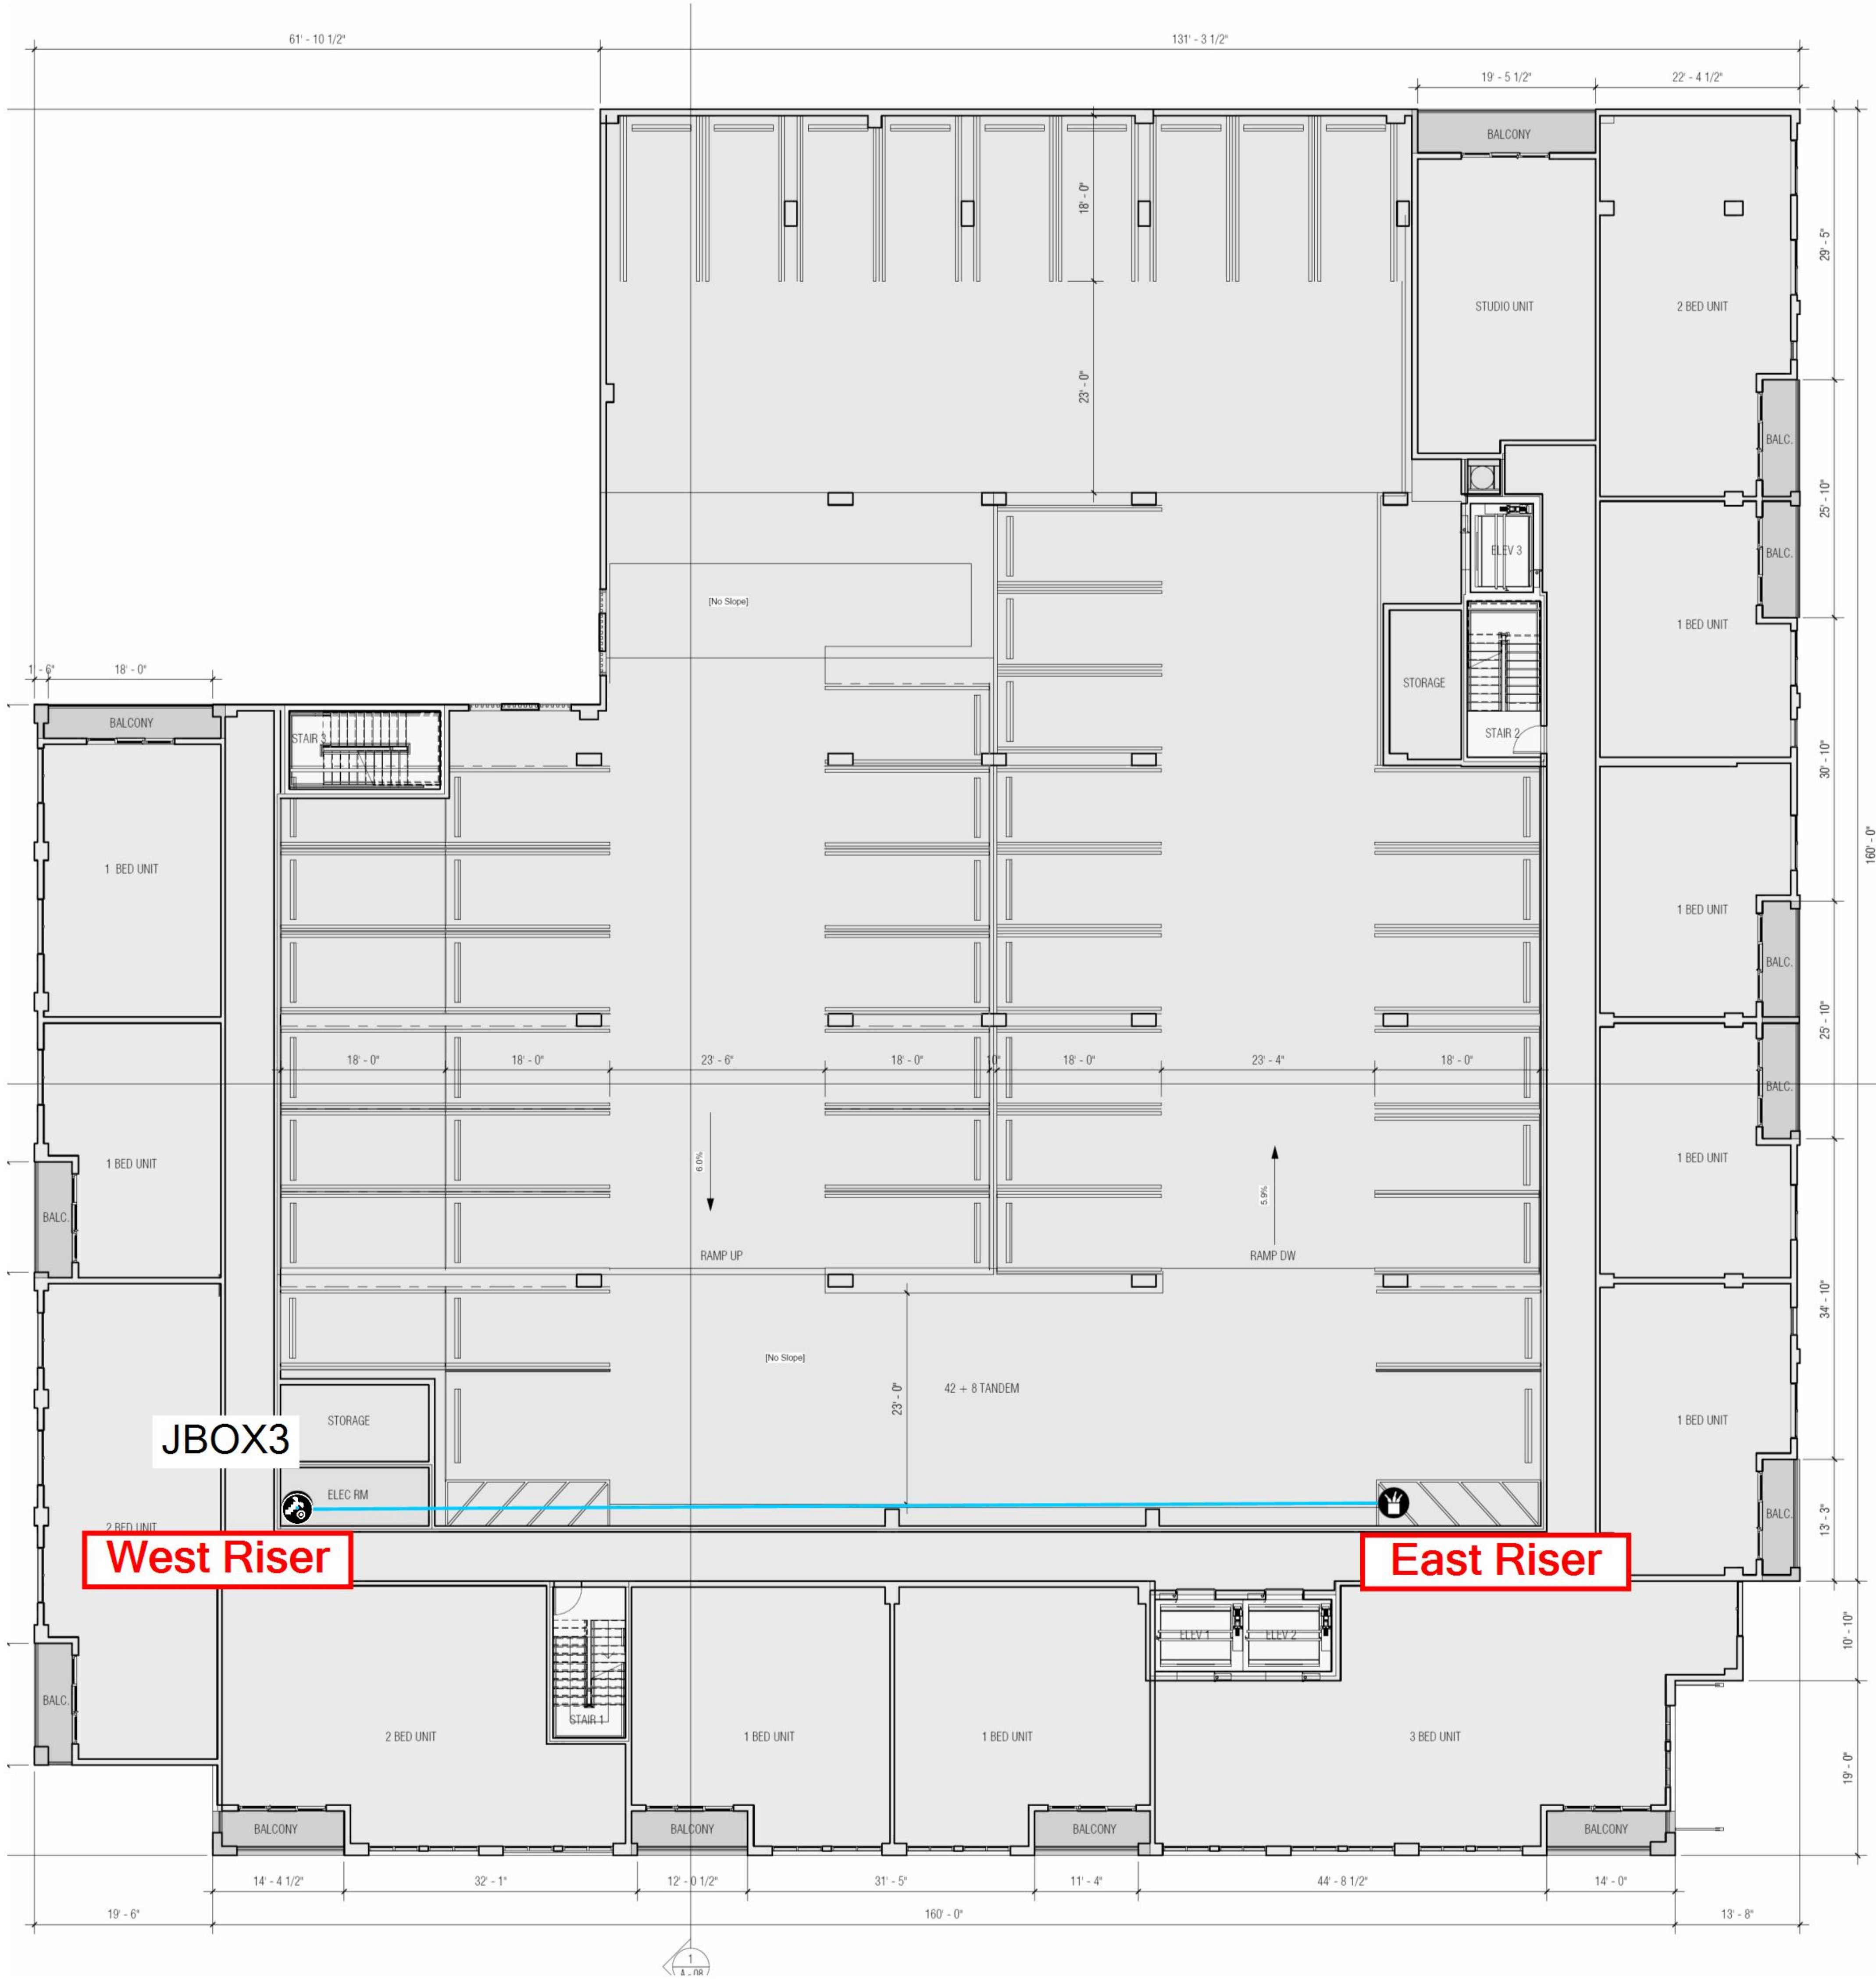 61' - 10 1/2"
131' - 3 1/2"
19' - 5 1/2"
22' - 4 1/2"
BALCONY
18' - 0"
29' - 5"
STUDIO UNIT
2 BED UNIT
23' - 0"
BALC.
25' - 10"
ELEV 3
BALC.
[No Slope]
1 BED UNIT
1' - 6"
18' - 0"
STORAGE
BALCONY
STAIR 3
STAIR 2
30' - 10"
160' - 0"
1 BED UNIT
1 BED UNIT
BALC.
25' - 10"
18' - 0"
18' - 0"
23' - 6"
18' - 0"
10"
18' - 0"
23' - 4"
18' - 0"
BALC.
1 BED UNIT
6.0%
5.9%
1 BED UNIT
BALC.
RAMP UP
RAMP DW
34' - 10"
[No Slope]
23' - 0"
42 + 8 TANDEM
STORAGE
1 BED UNIT
JBOX3
ELEC RM
BALC.
13' - 3"
2 BED UNIT
West Riser
East Riser
ELEV 1
ELEV 2
10' - 10"
BALC.
STAIR 1
2 BED UNIT
1 BED UNIT
1 BED UNIT
3 BED UNIT
19' - 0"
BALCONY
BALCONY
BALCONY
BALCONY
14' - 4 1/2"
32' - 1"
12' - 0 1/2"
31' - 5"
11' - 4"
44' - 8 1/2"
14' - 0"
19' - 6"
160' - 0"
13' - 8"
1
A - 08